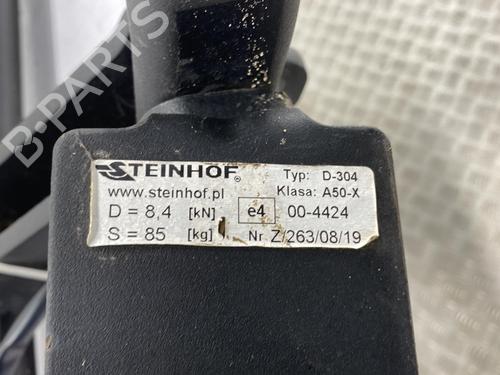 B-PARTS
STEINHOF® Typ: D-304
www.steinhof.pl Klasa: A50-X
D = 8,4 [kN] e4 00-4424
S = 85 [kg] Nr Z/263/08/19